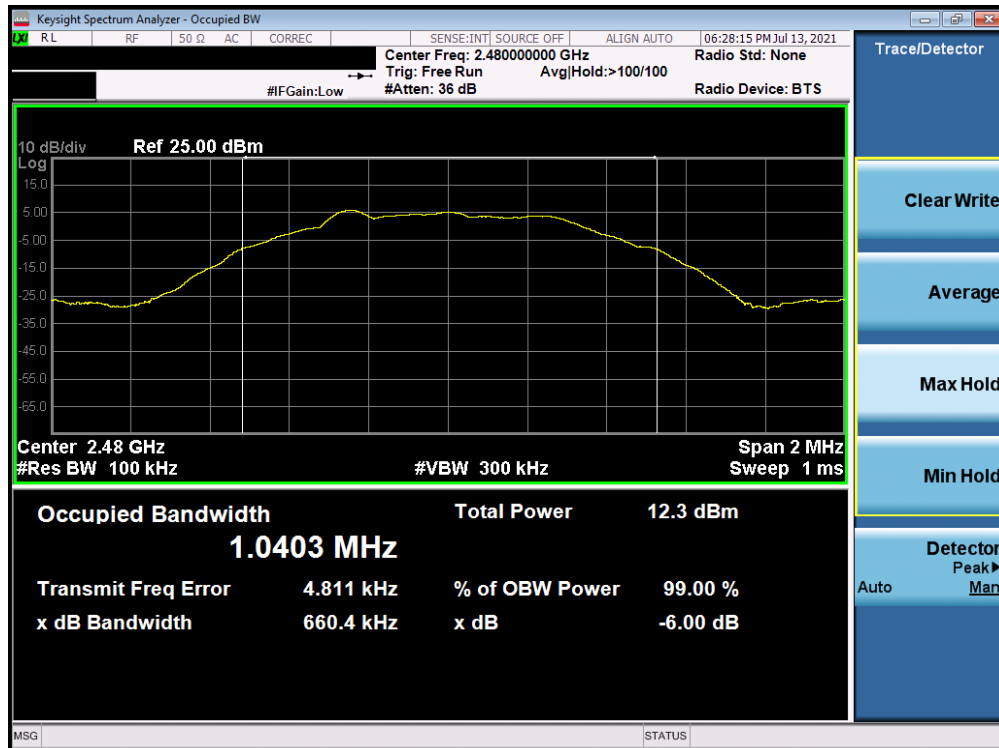 Keysight Spectrum Analyzer - Occupied BW
LXI RL RF 50 Ω AC CORREC SENSE:INT SOURCE OFF ALIGN AUTO 06:28:15 PM Jul 13, 2021
Center Freq: 2.480000000 GHz Radio Std: None
Trig: Free Run Avg|Hold:>100/100
#IFGain:Low #Atten: 36 dB Radio Device: BTS
10 dB/div Ref 25.00 dBm
Log
15.0
5.00
-5.00
-15.0
-25.0
-35.0
-45.0
-55.0
-65.0
Center 2.48 GHz Span 2 MHz
#Res BW 100 kHz #VBW 300 kHz Sweep 1 ms
Occupied Bandwidth Total Power 12.3 dBm
1.0403 MHz
Transmit Freq Error 4.811 kHz % of OBW Power 99.00 %
x dB Bandwidth 660.4 kHz x dB -6.00 dB
MSG STATUS
Trace/Detector
Clear Write
Average
Max Hold
Min Hold
Detector
Peak
Auto Man